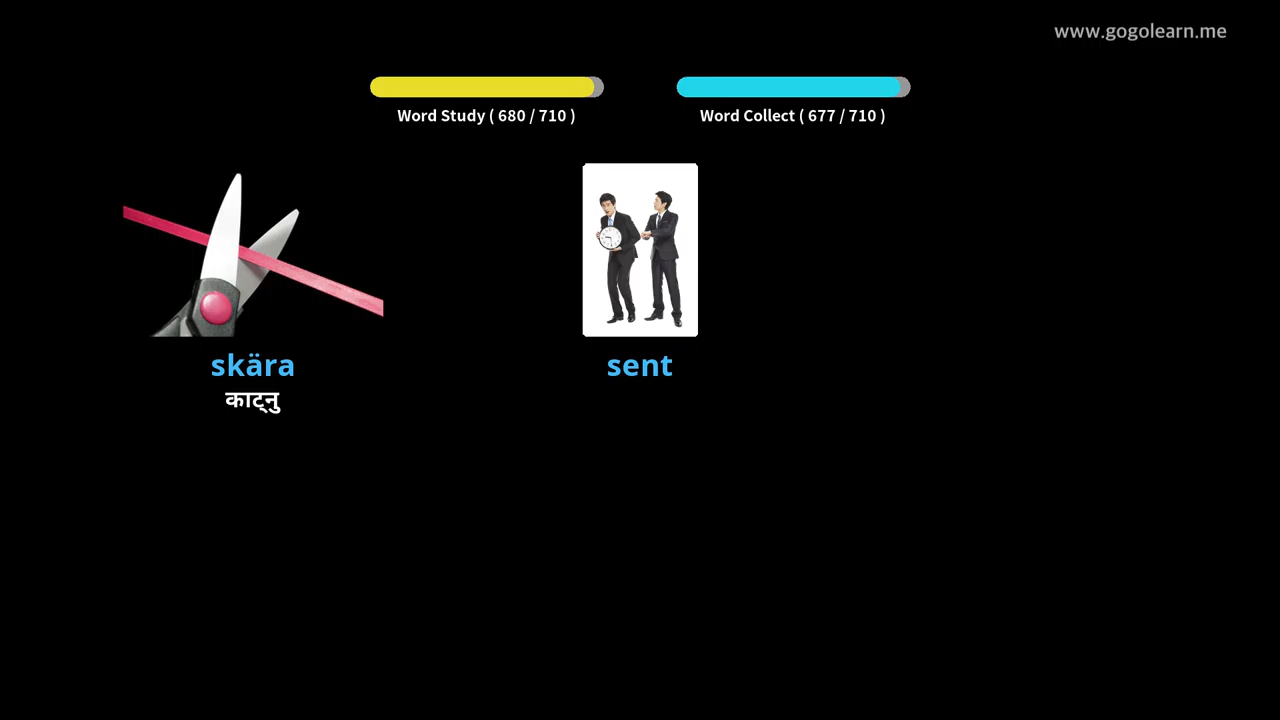 www.gogolearn.me
Word Study ( 680 / 710 )
Word Collect ( 677 / 710 )
skära
काट्नु
sent